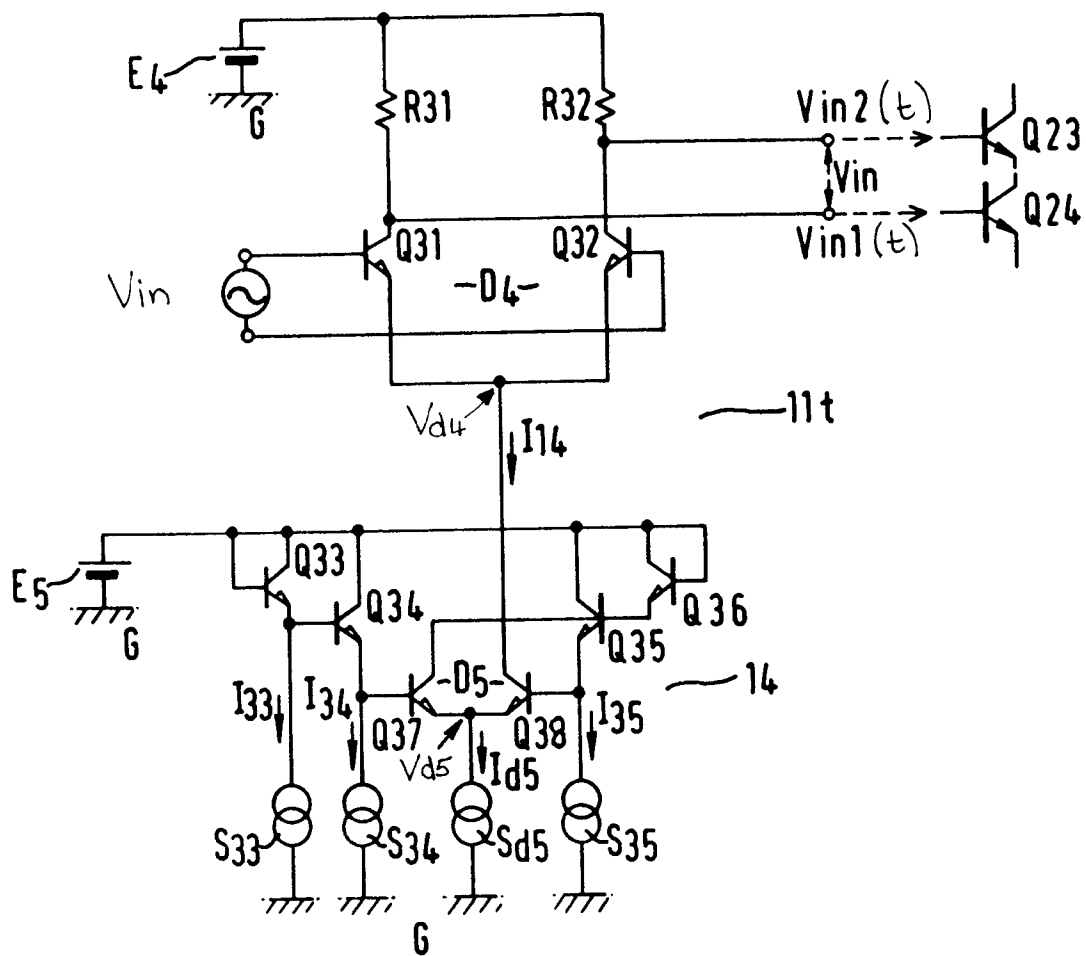 E4
G
R31
R32
Vin2(t)
Q23
Vin
Q24
Vin1(t)
Q31
Q32
-D4-
Vin
Vd4
11t
I14
E5
G
Q33
Q34
Q36
Q35
-D5-
14
I33
I34
Q37
Q38
I35
Vd5
Id5
S33
S34
Sd5
S35
G